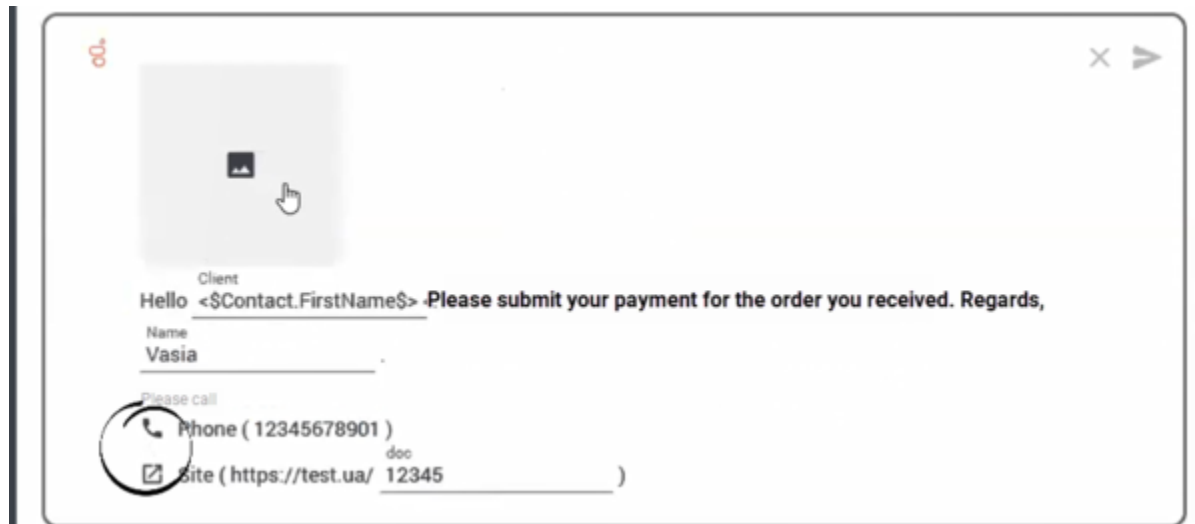 Client
Hello <$Contact.FirstName$> Please submit your payment for the order you received. Regards,
Name
Vasia .
Please call
Phone ( 12345678901 )
doc
Site ( https://test.ua/ 12345 )